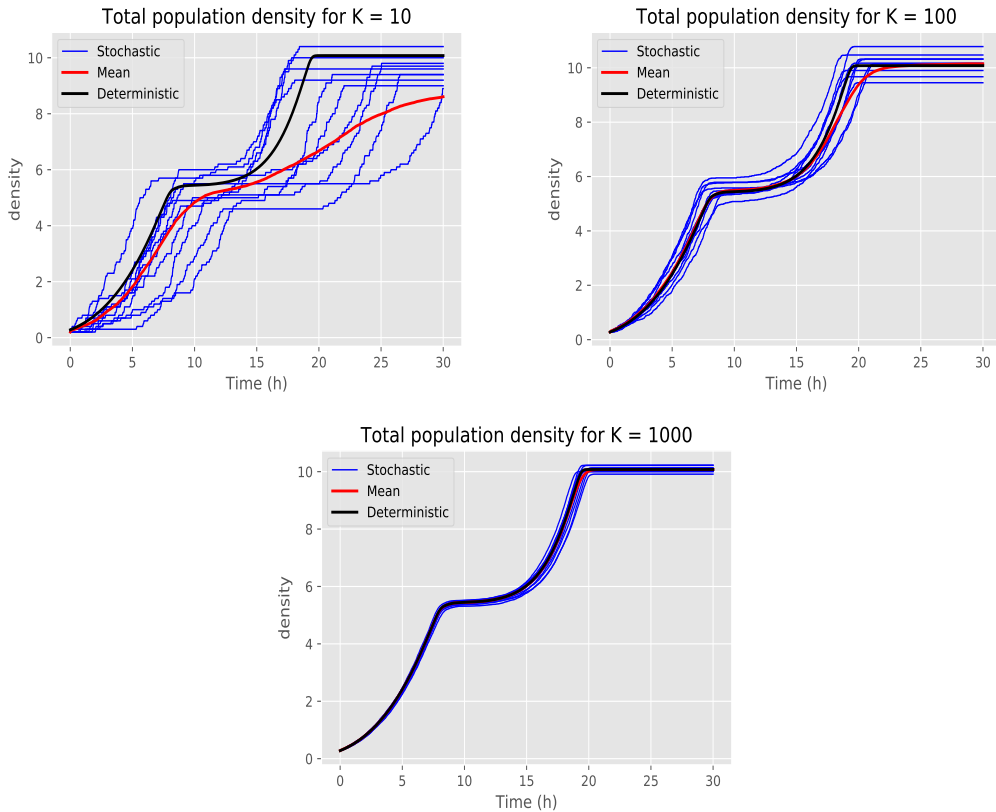 Total population density for K = 10
Stochastic
Mean
Deterministic
10
8
6
4
2
0
density
0 5 10 15 20 25 30
Time (h)
Total population density for K = 100
Stochastic
Mean
Deterministic
10
8
6
4
2
0
density
0 5 10 15 20 25 30
Time (h)
Total population density for K = 1000
Stochastic
Mean
Deterministic
10
8
6
4
2
0
density
0 5 10 15 20 25 30
Time (h)